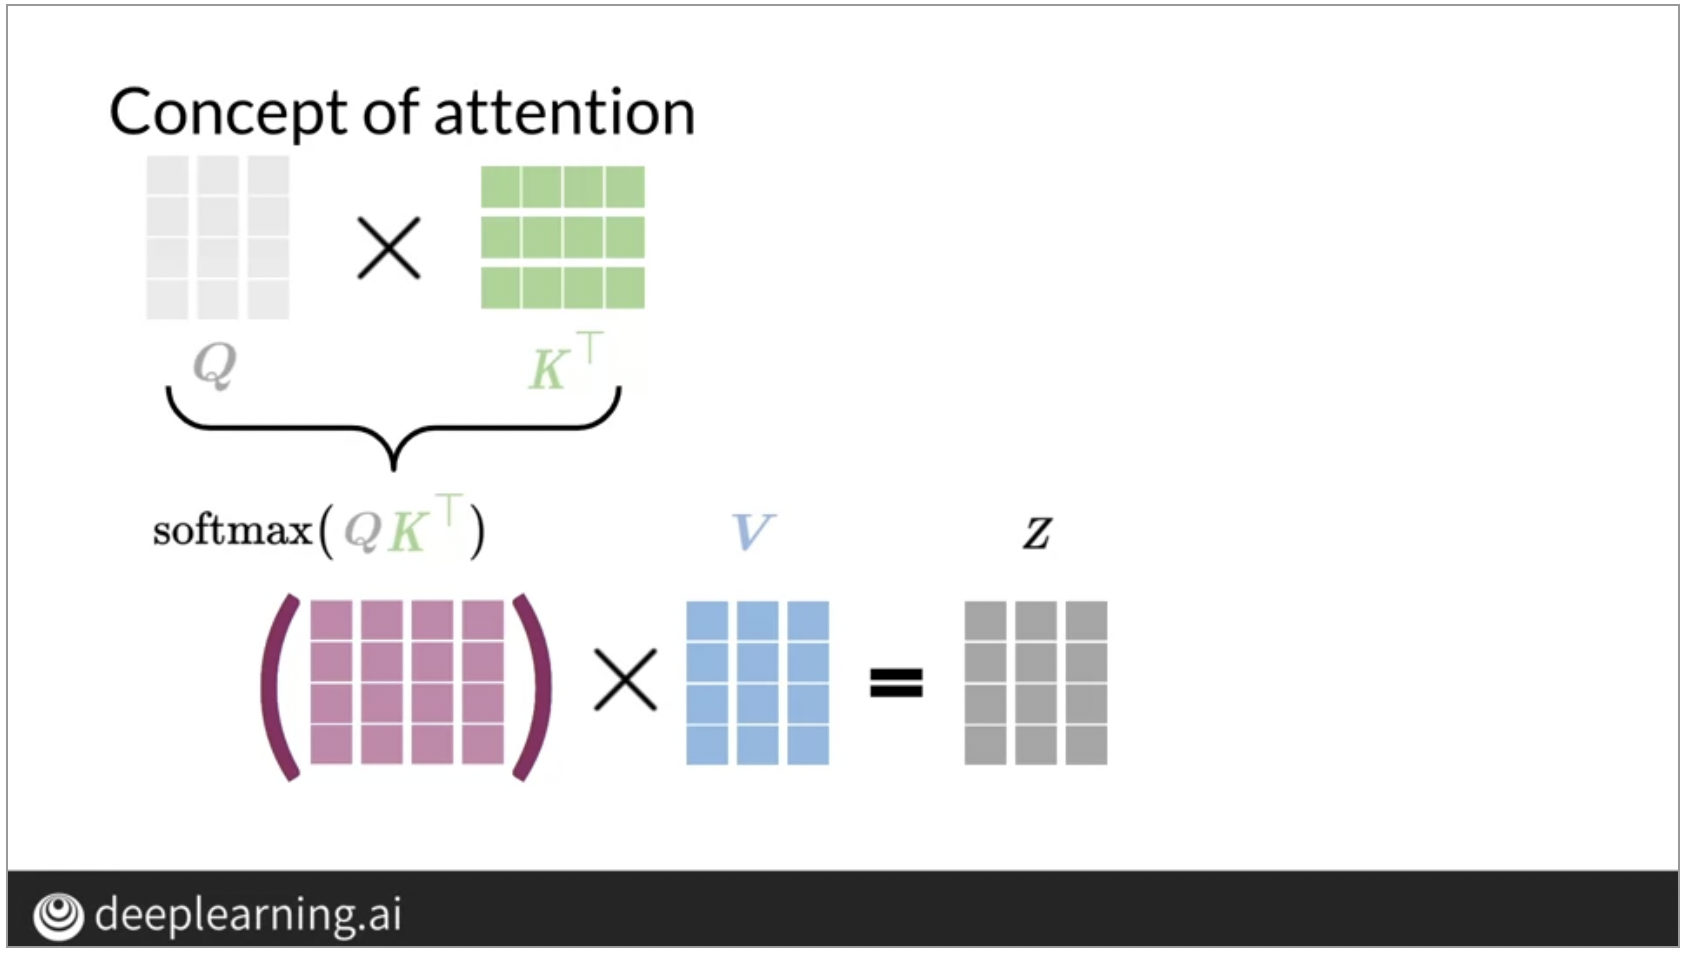 Concept of attention
×
Q K⊤
softmax(QK⊤) V Z
( ) × =
deeplearning.ai